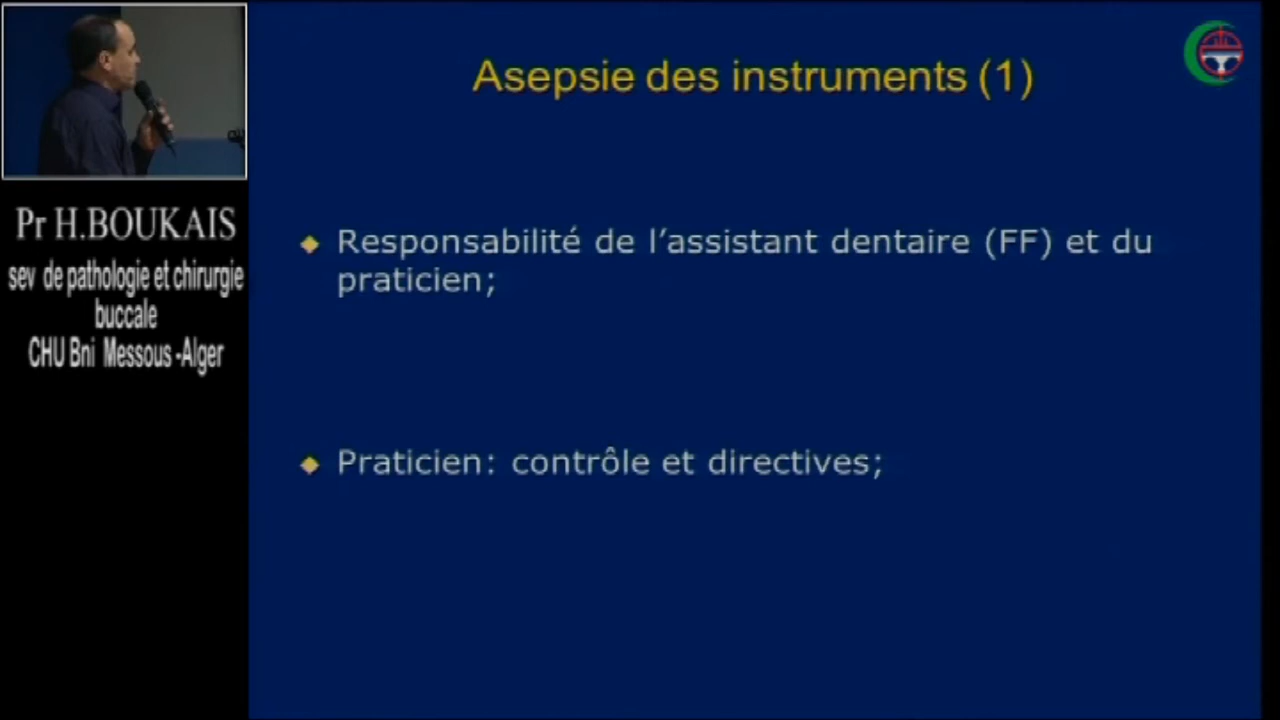 Asepsie des instruments (1)
Pr H.BOUKAIS
sev de pathologie et chirurgie
buccale
CHU Bni Messous -Alger
Responsabilité de l’assistant dentaire (FF) et du
praticien;
Praticien: contrôle et directives;